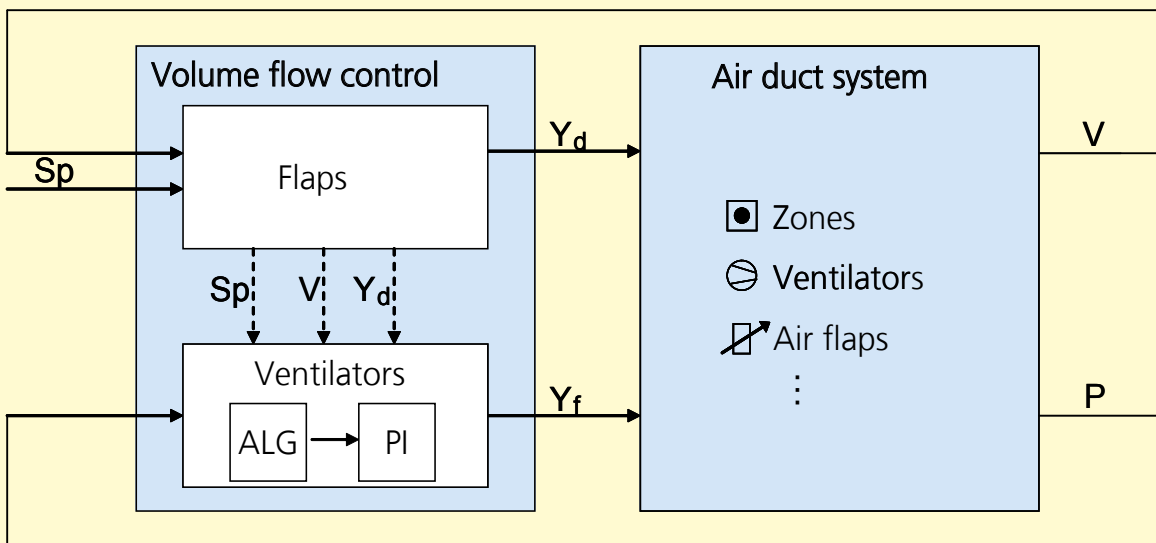 Volume flow control
Air duct system
Sp
Flaps
Yd
V
Zones
Ventilators
Air flaps
⋮
Sp V Yd
Ventilators
ALG PI
Yf
P